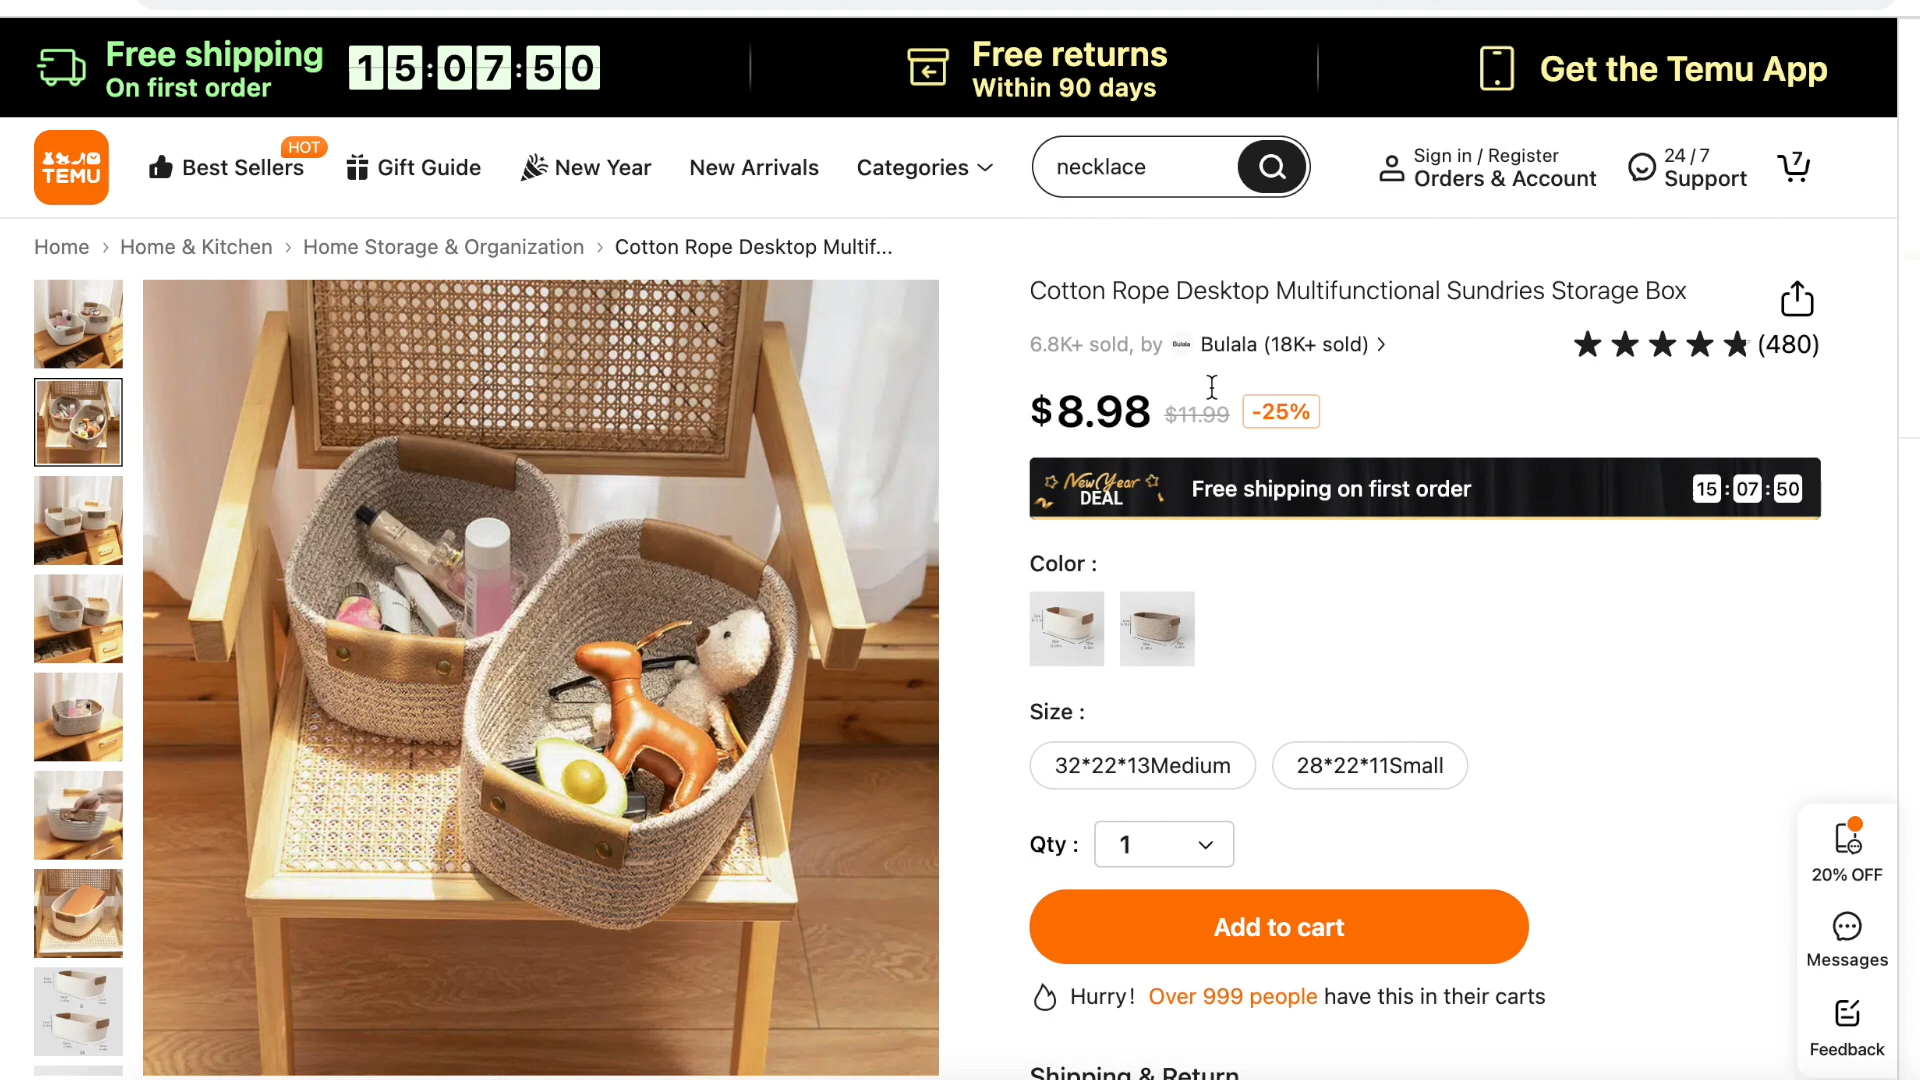 Free shipping
On first order
15:07:50
Free returns
Within 90 days
Get the Temu App
TEMU
Best Sellers
HOT
Gift Guide
New Year
New Arrivals
Categories
necklace
Sign in / Register
Orders & Account
24/7
Support
7
Home > Home & Kitchen > Home Storage & Organization > Cotton Rope Desktop Multif...
Cotton Rope Desktop Multifunctional Sundries Storage Box
6.8K+ sold, by Bulala Bulala (18K+ sold) >
(480)
$8.98 $11.99 -25%
New Year
DEAL
Free shipping on first order
15:07:50
Color :
Size :
32*22*13Medium
28*22*11Small
Qty : 1
Add to cart
Hurry! Over 999 people have this in their carts
Shipping & Return
20% OFF
Messages
Feedback